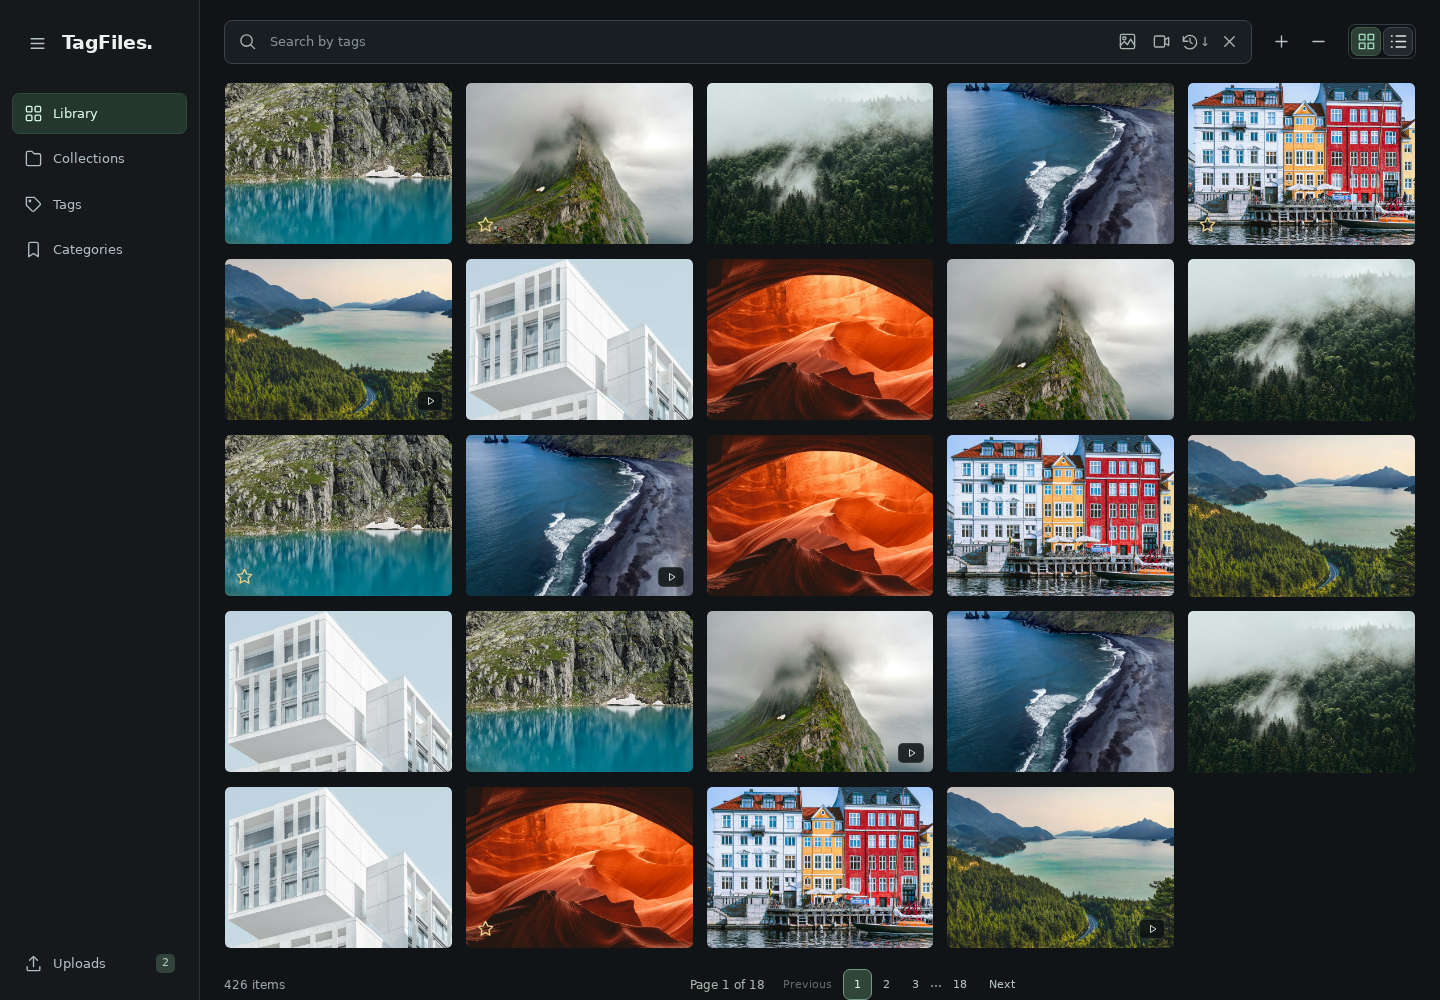 TagFiles.
Search by tags
Library
Collections
Tags
Categories
Uploads 2
426 items
Page 1 of 18 Previous 1 2 3 ... 18 Next